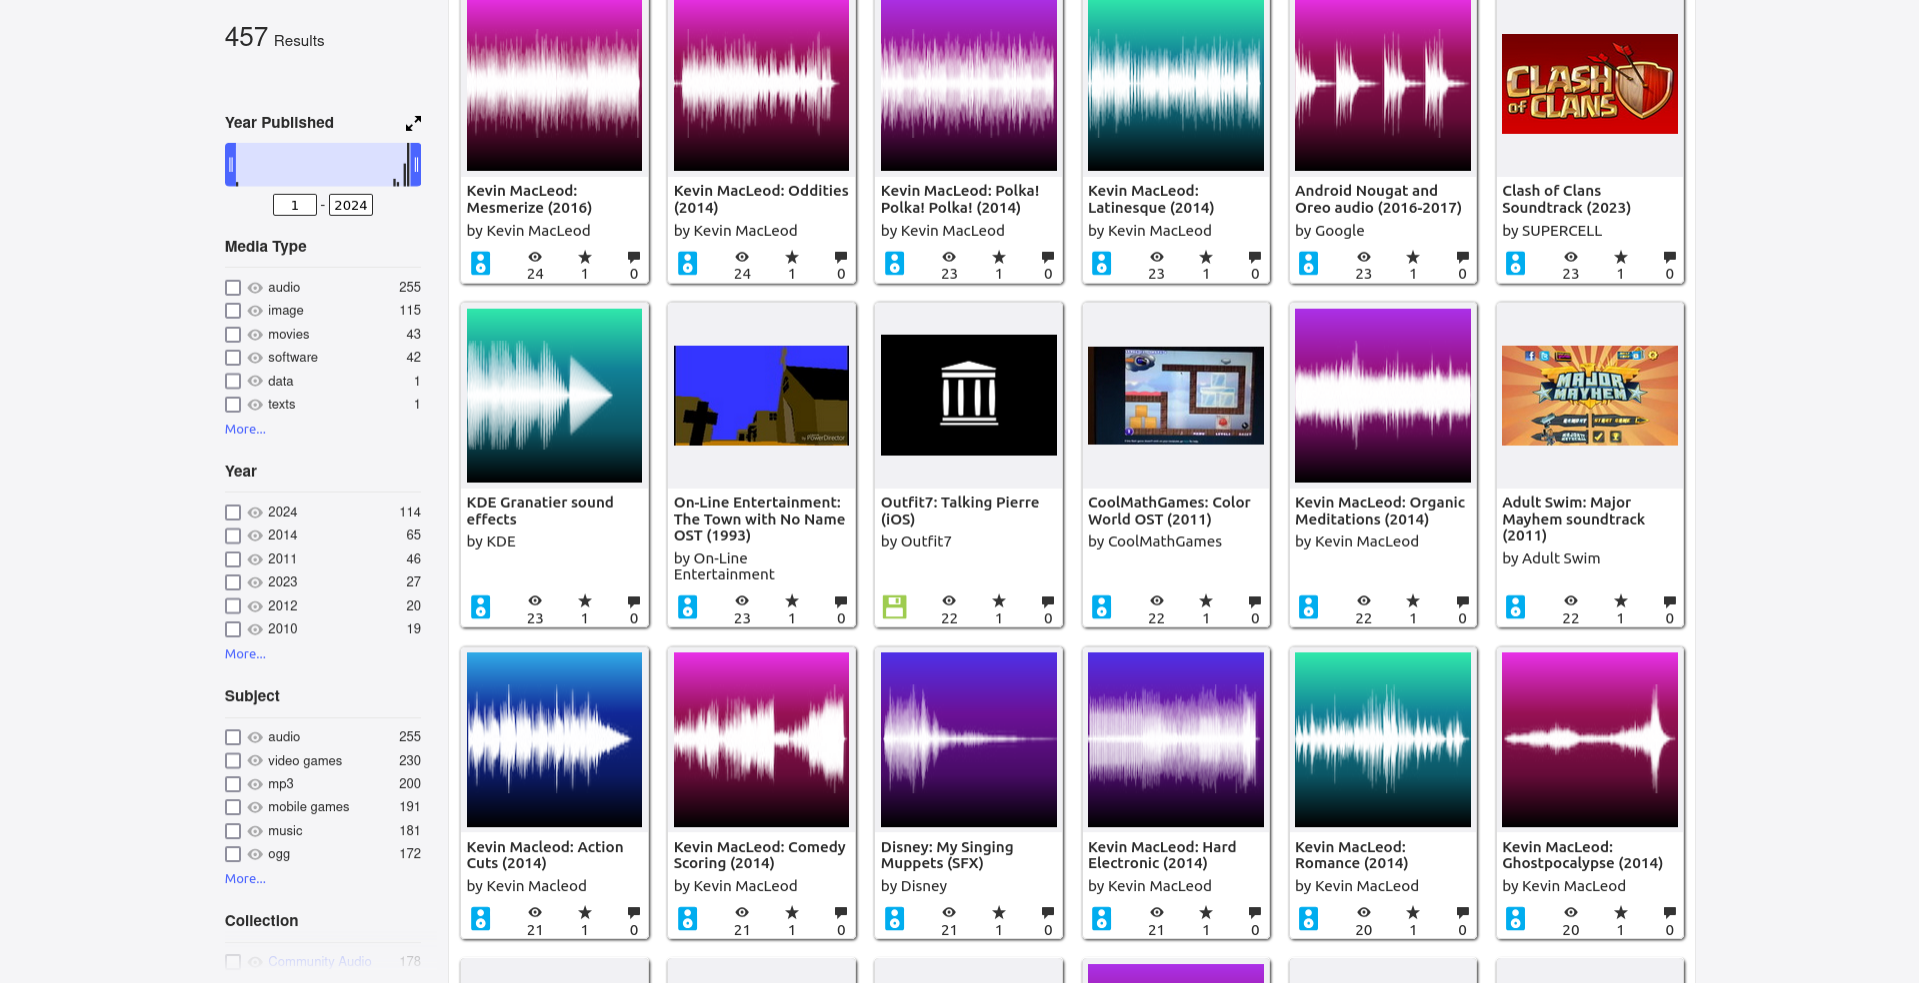 457 Results
Year Published
1 - 2024
Media Type
audio 255
image 115
movies 43
software 42
data 1
texts 1
More...
Year
2024 114
2014 65
2011 46
2023 27
2012 20
2010 19
More...
Subject
audio 255
video games 230
mp3 200
mobile games 191
music 181
ogg 172
More...
Collection
Community Audio 178
Kevin MacLeod:
Mesmerize (2016)
by Kevin MacLeod
24 1 0
Kevin MacLeod: Oddities
(2014)
by Kevin MacLeod
24 1 0
Kevin MacLeod: Polka!
Polka! Polka! (2014)
by Kevin MacLeod
23 1 0
Kevin MacLeod:
Latinesque (2014)
by Kevin MacLeod
23 1 0
Android Nougat and
Oreo audio (2016-2017)
by Google
23 1 0
CLASH
OF CLANS
Clash of Clans
Soundtrack (2023)
by SUPERCELL
23 1 0
KDE Granatier sound
effects
by KDE
23 1 0
by PowerDirector
On-Line Entertainment:
The Town with No Name
OST (1993)
by On-Line
Entertainment
23 1 0
Outfit7: Talking Pierre
(iOS)
by Outfit7
22 1 0
CoolMathGames: Color
World OST (2011)
by CoolMathGames
22 1 0
Kevin MacLeod: Organic
Meditations (2014)
by Kevin MacLeod
22 1 0
MAJOR
MAYHEM
Adult Swim: Major
Mayhem soundtrack
(2011)
by Adult Swim
22 1 0
Kevin Macleod: Action
Cuts (2014)
by Kevin Macleod
21 1 0
Kevin MacLeod: Comedy
Scoring (2014)
by Kevin MacLeod
21 1 0
Disney: My Singing
Muppets (SFX)
by Disney
21 1 0
Kevin MacLeod: Hard
Electronic (2014)
by Kevin MacLeod
21 1 0
Kevin MacLeod:
Romance (2014)
by Kevin MacLeod
20 1 0
Kevin MacLeod:
Ghostpocalypse (2014)
by Kevin MacLeod
20 1 0